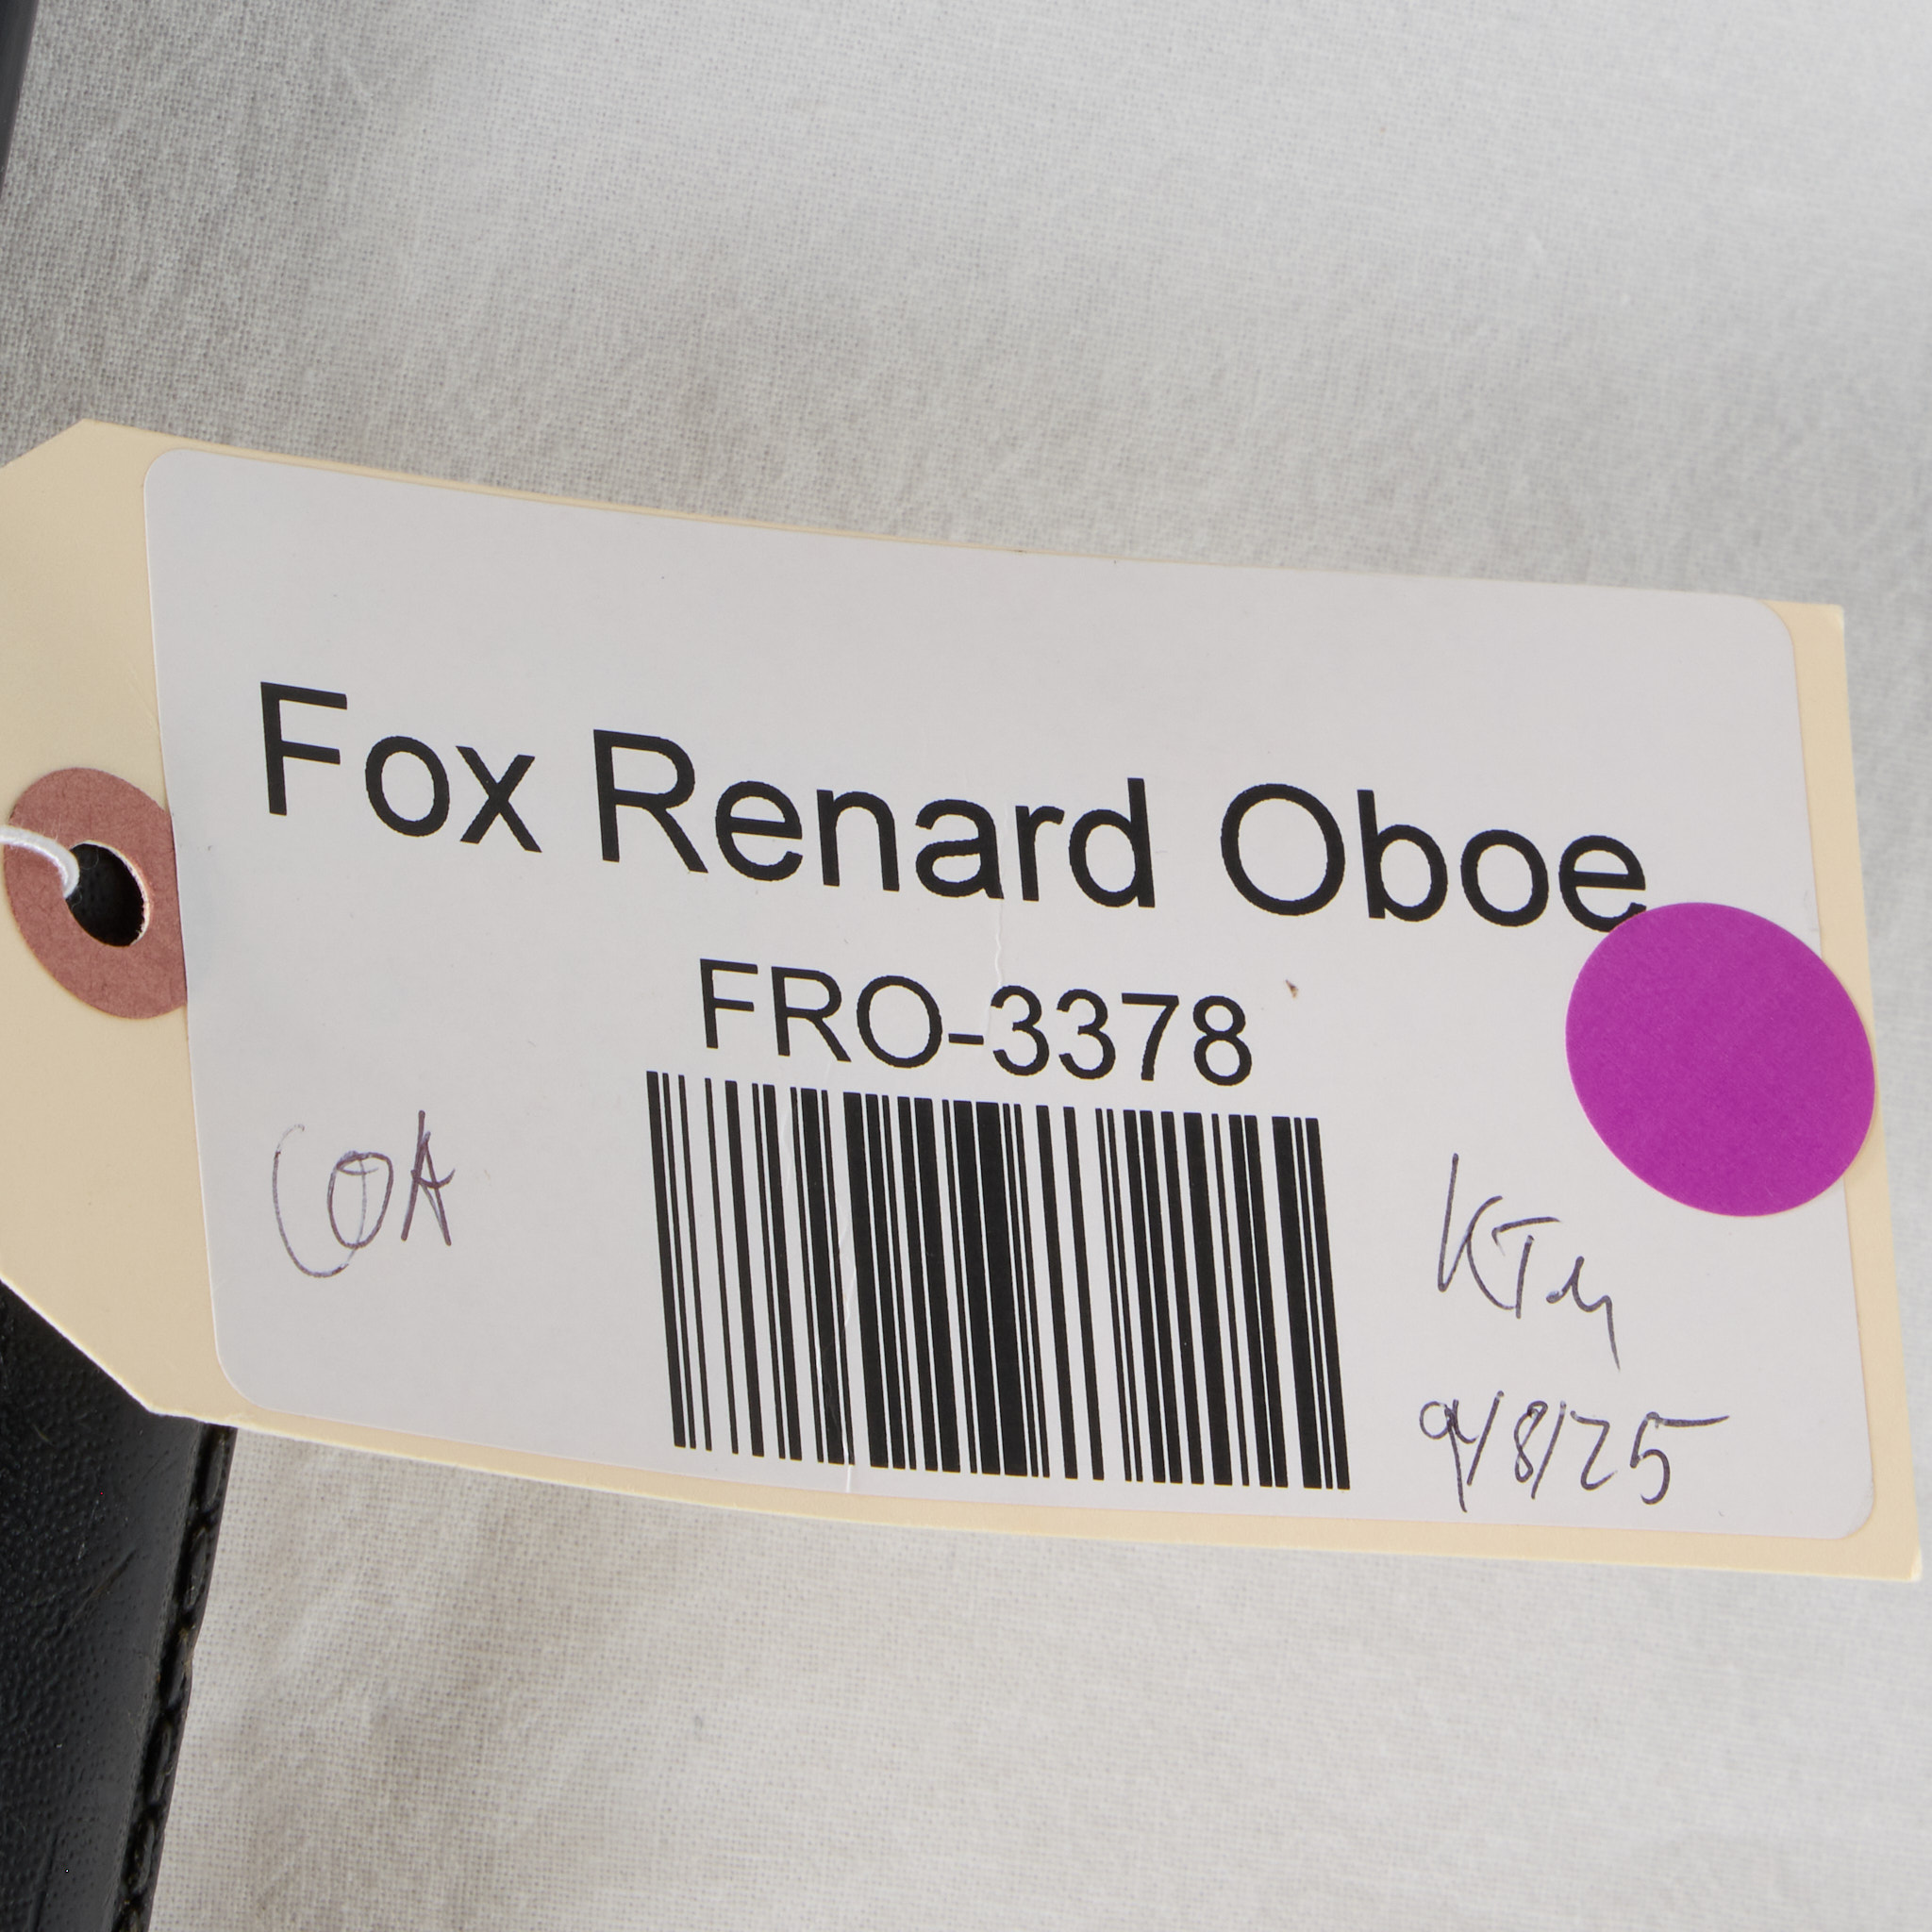 Fox Renard Oboe
FRO-3378
COA
9/8/25